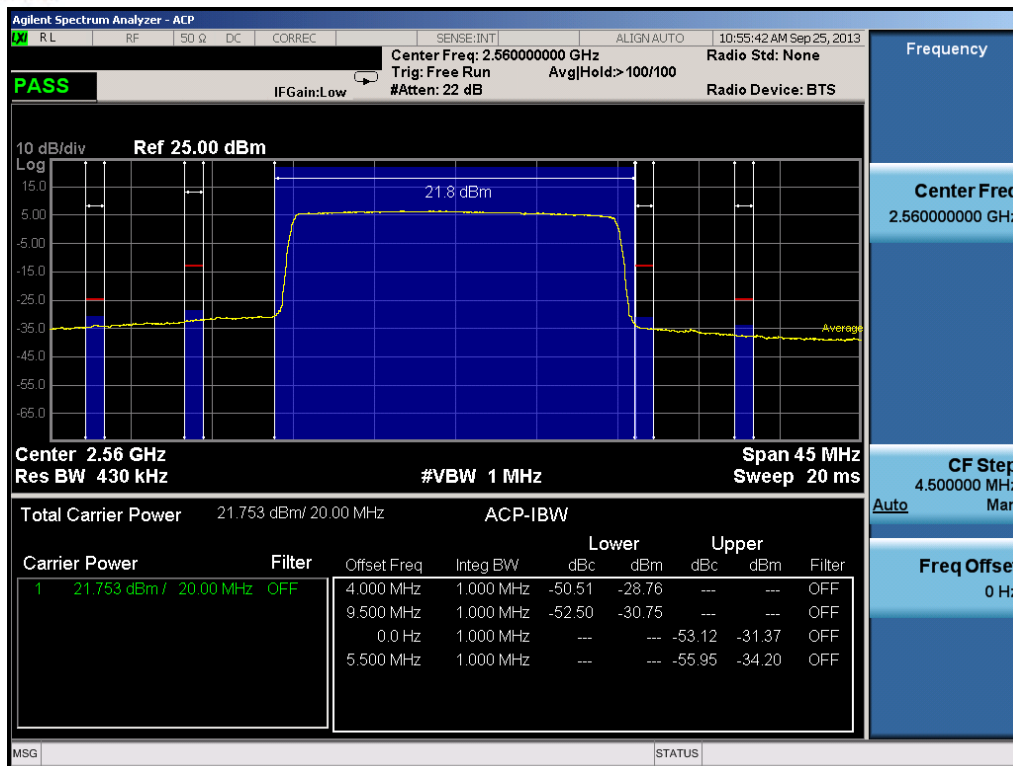 Agilent Spectrum Analyzer - ACP
LXI RL RF 50 Ω DC CORREC SENSE:INT ALIGN AUTO 10:55:42 AM Sep 25, 2013
Center Freq: 2.560000000 GHz Radio Std: None
Trig: Free Run Avg|Hold:> 100/100
PASS IFGain:Low #Atten: 22 dB Radio Device: BTS
10 dB/div Ref 25.00 dBm
Log
15.0
21.8 dBm
5.00
-5.00
-15.0
-25.0
-35.0 Average
-45.0
-55.0
-65.0
Center 2.56 GHz Span 45 MHz
Res BW 430 kHz #VBW 1 MHz Sweep 20 ms
Total Carrier Power 21.753 dBm/ 20.00 MHz ACP-IBW
Lower Upper
Carrier Power Filter Offset Freq Integ BW dBc dBm dBc dBm Filter
1 21.753 dBm / 20.00 MHz OFF 4.000 MHz 1.000 MHz -50.51 -28.76 --- --- OFF
9.500 MHz 1.000 MHz -52.50 -30.75 --- --- OFF
0.0 Hz 1.000 MHz --- --- -53.12 -31.37 OFF
5.500 MHz 1.000 MHz --- --- -55.95 -34.20 OFF
MSG STATUS
Frequency
Center Freq
2.560000000 GHz
CF Step
4.500000 MHz
Auto Man
Freq Offset
0 Hz